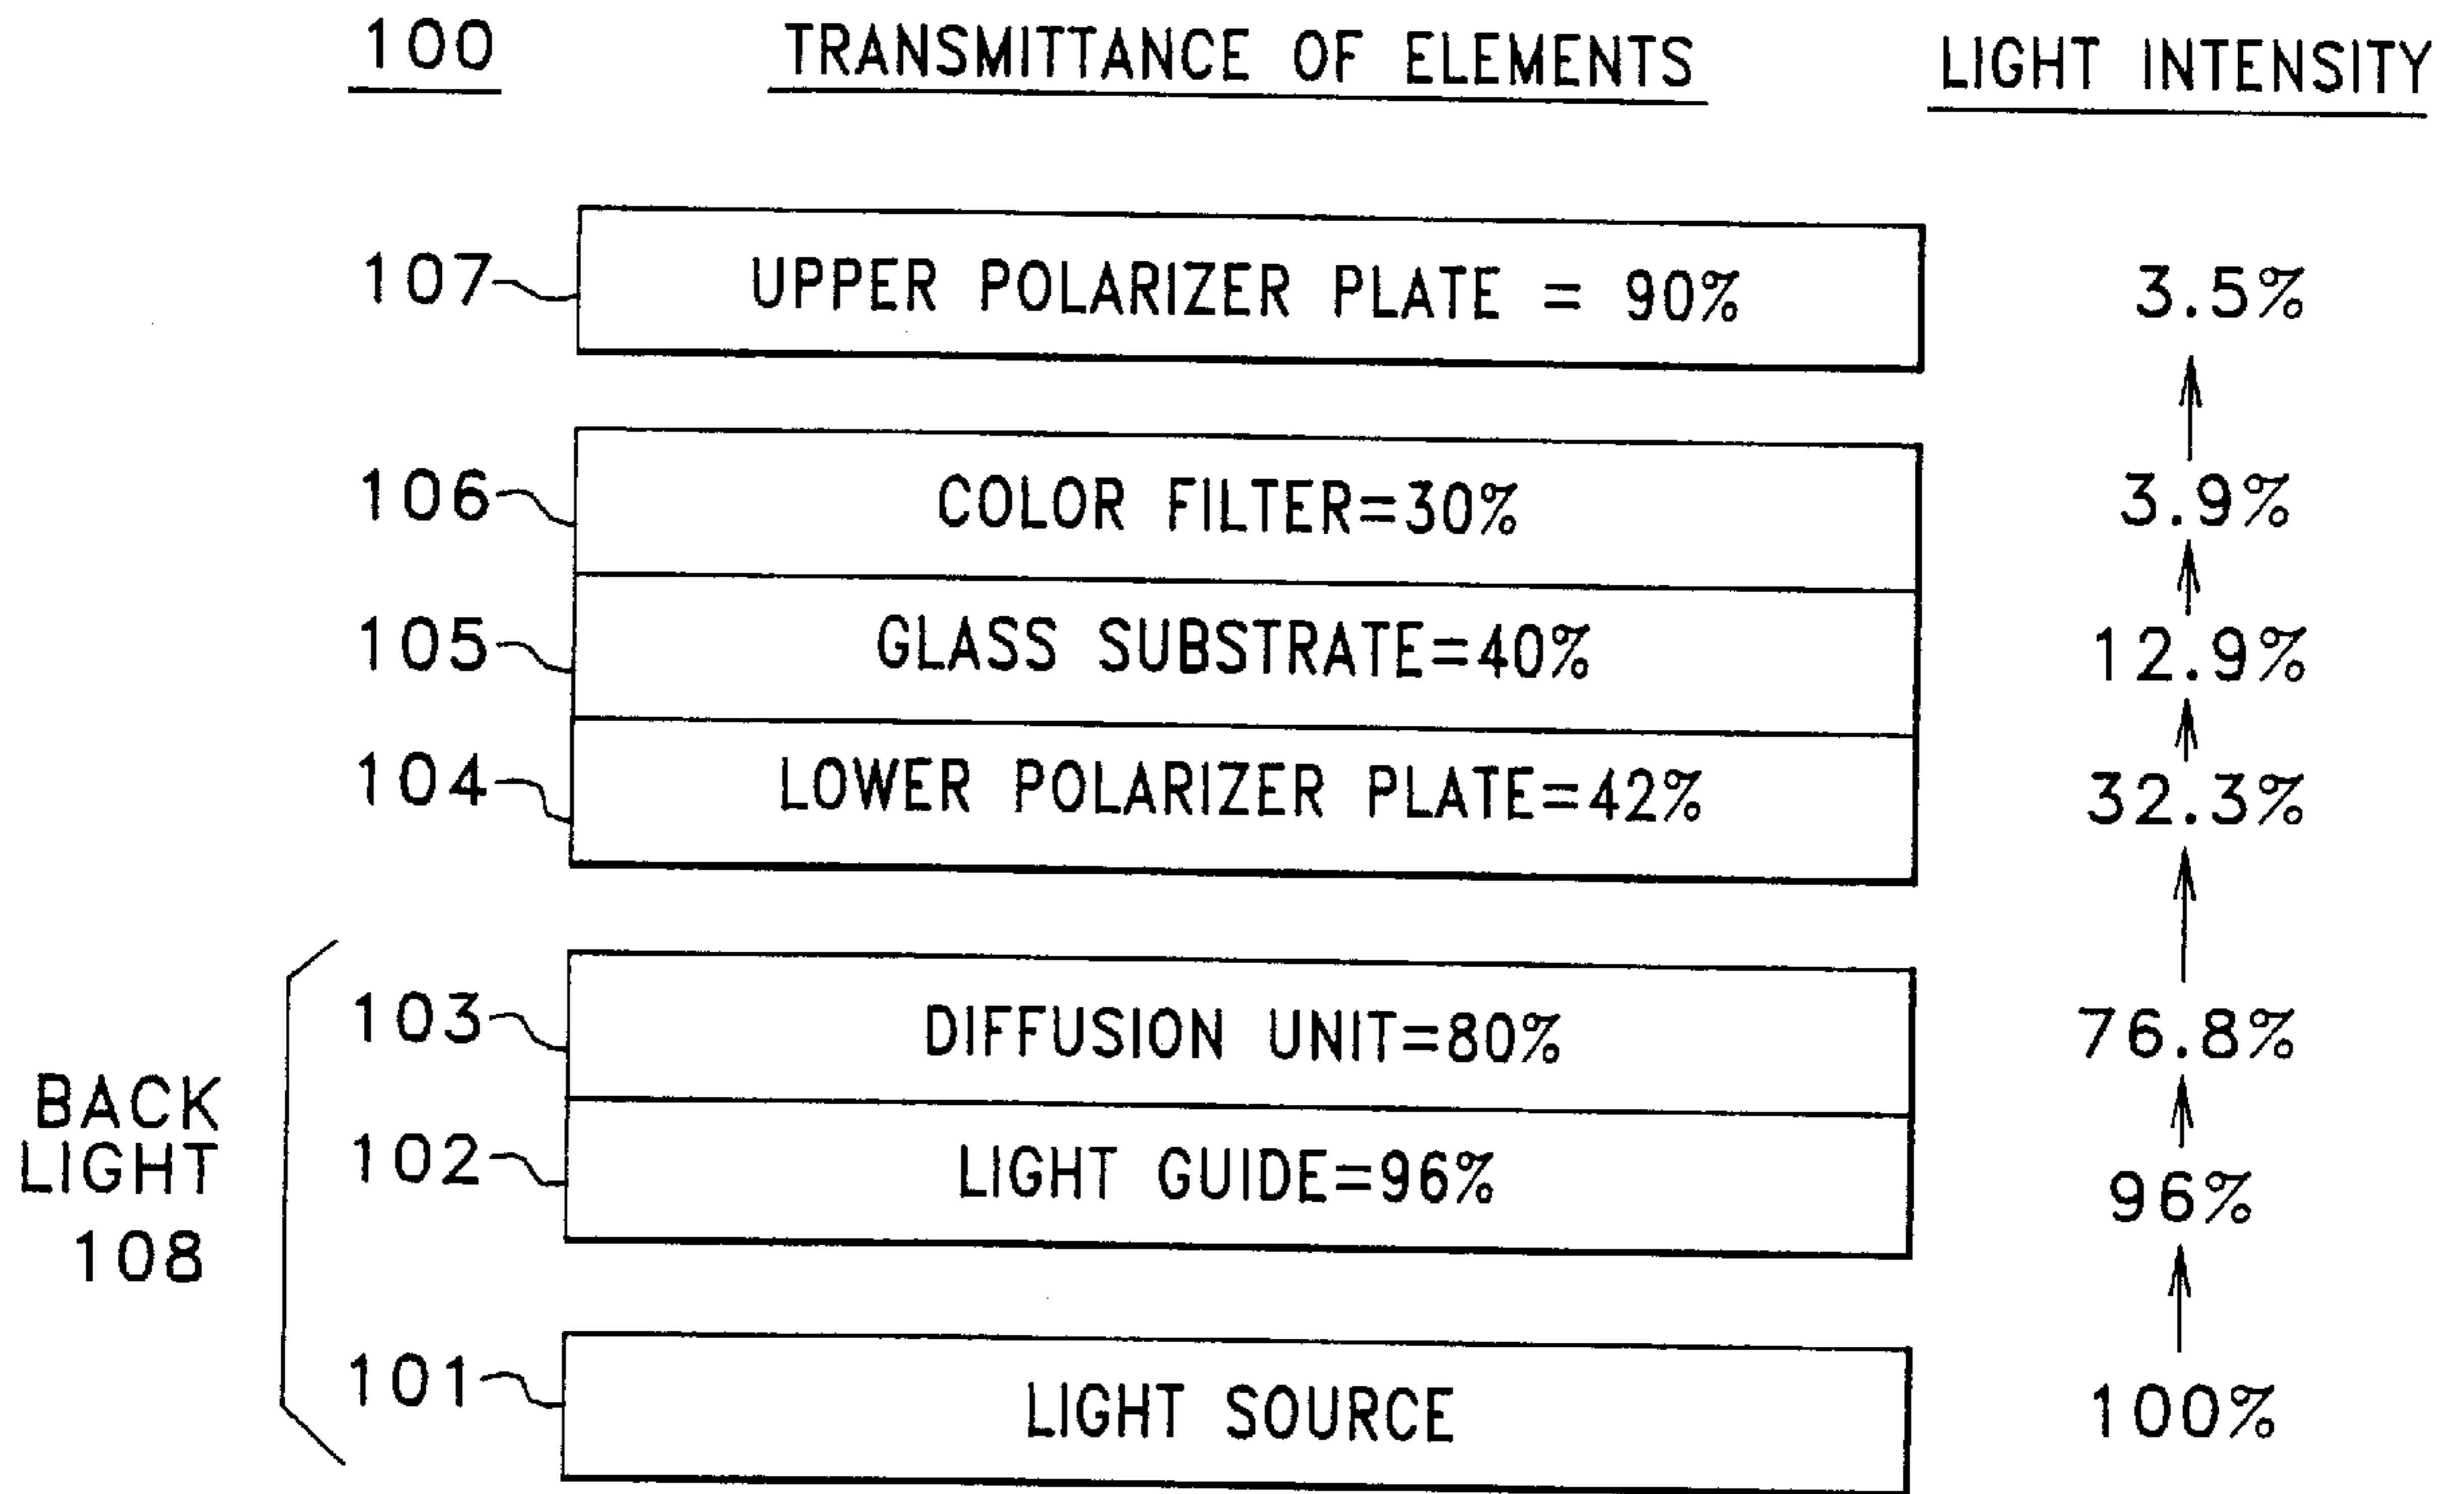 100 TRANSMITTANCE OF ELEMENTS LIGHT INTENSITY
107 UPPER POLARIZER PLATE = 90% 3.5%
106 COLOR FILTER=30% 3.9%
105 GLASS SUBSTRATE=40% 12.9%
104 LOWER POLARIZER PLATE=42% 32.3%
103 DIFFUSION UNIT=80% 76.8%
BACK
LIGHT
108
102 LIGHT GUIDE=96% 96%
101 LIGHT SOURCE 100%